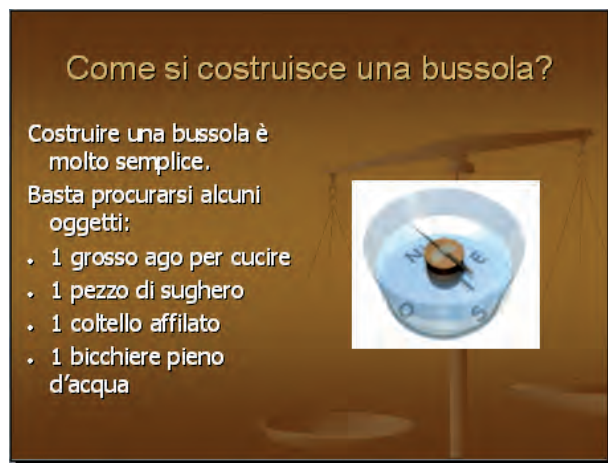 Come si costruisce una bussola?
Costruire una bussola è
molto semplice.
Basta procurarsi alcuni
oggetti:
• 1 grosso ago per cucire
• 1 pezzo di sughero
• 1 coltello affilato
• 1 bicchiere pieno
d'acqua
N E
O S